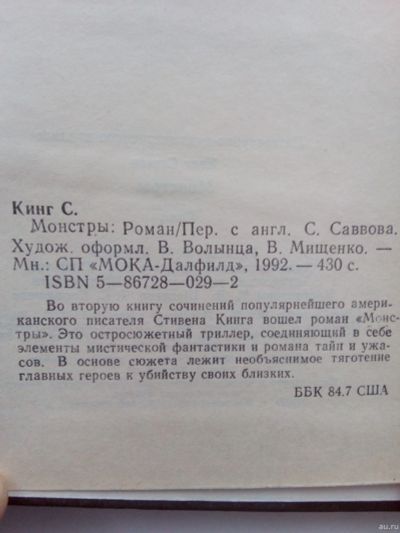 Кинг С.
Монстры: Роман/Пер. с англ. С. Саввова.
Худож. оформл. В. Волынца, В. Мищенко. —
Мн.: СП «МОКА-Далфилд», 1992. — 430 с.
ISBN 5—86728—029—2
Во вторую книгу сочинений популярнейшего амери-
канского писателя Стивена Кинга вошел роман «Монс-
тры». Это остросюжетный триллер, соединяющий в себе
элементы мистической фантастики и романа тайн и ужа-
сов. В основе сюжета лежит необъяснимое тяготение
главных героев к убийству своих близких.
ББК 84.7 США
au.ru